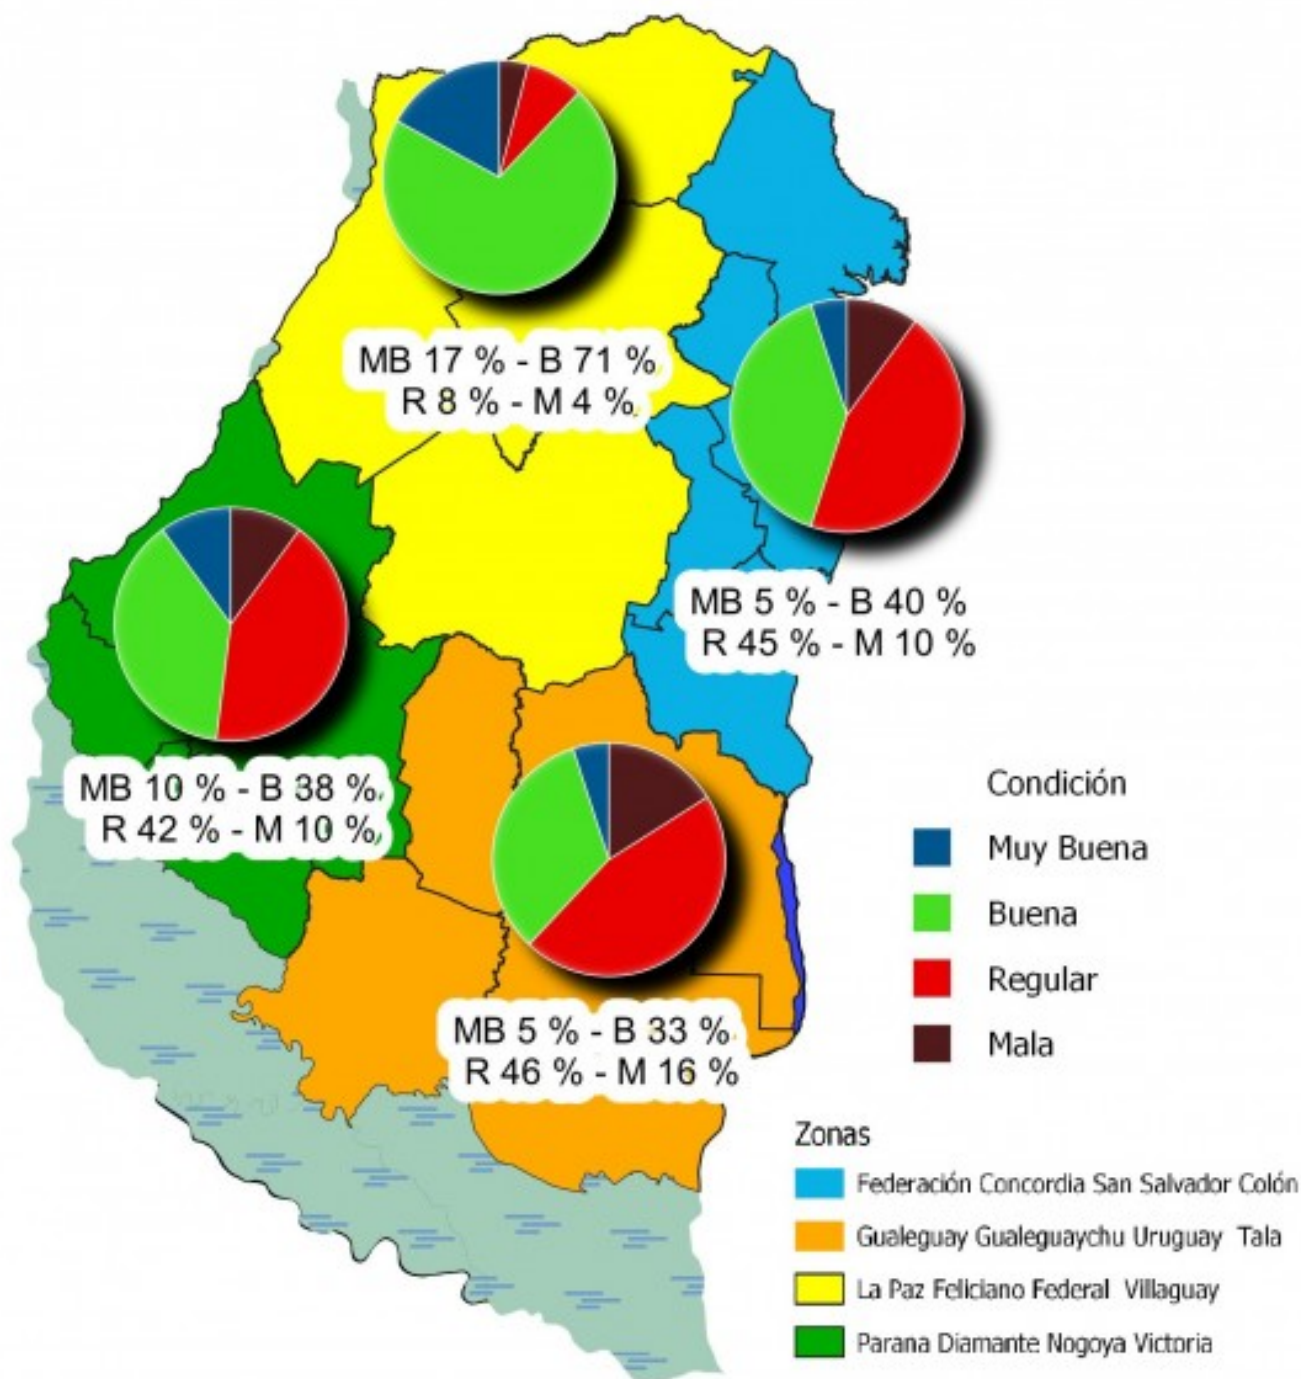 MB 17 % - B 71 %
R 8 % - M 4 %
MB 5 % - B 40 %
R 45 % - M 10 %
MB 10 % - B 38 %
R 42 % - M 10 %
MB 5 % - B 33 %
R 46 % - M 16 %
Condición
Muy Buena
Buena
Regular
Mala
Zonas
Federación Concordia San Salvador Colón
Gualeguay Gualeguaychu Uruguay Tala
La Paz Feliciano Federal Villaguay
Parana Diamante Nogoya Victoria